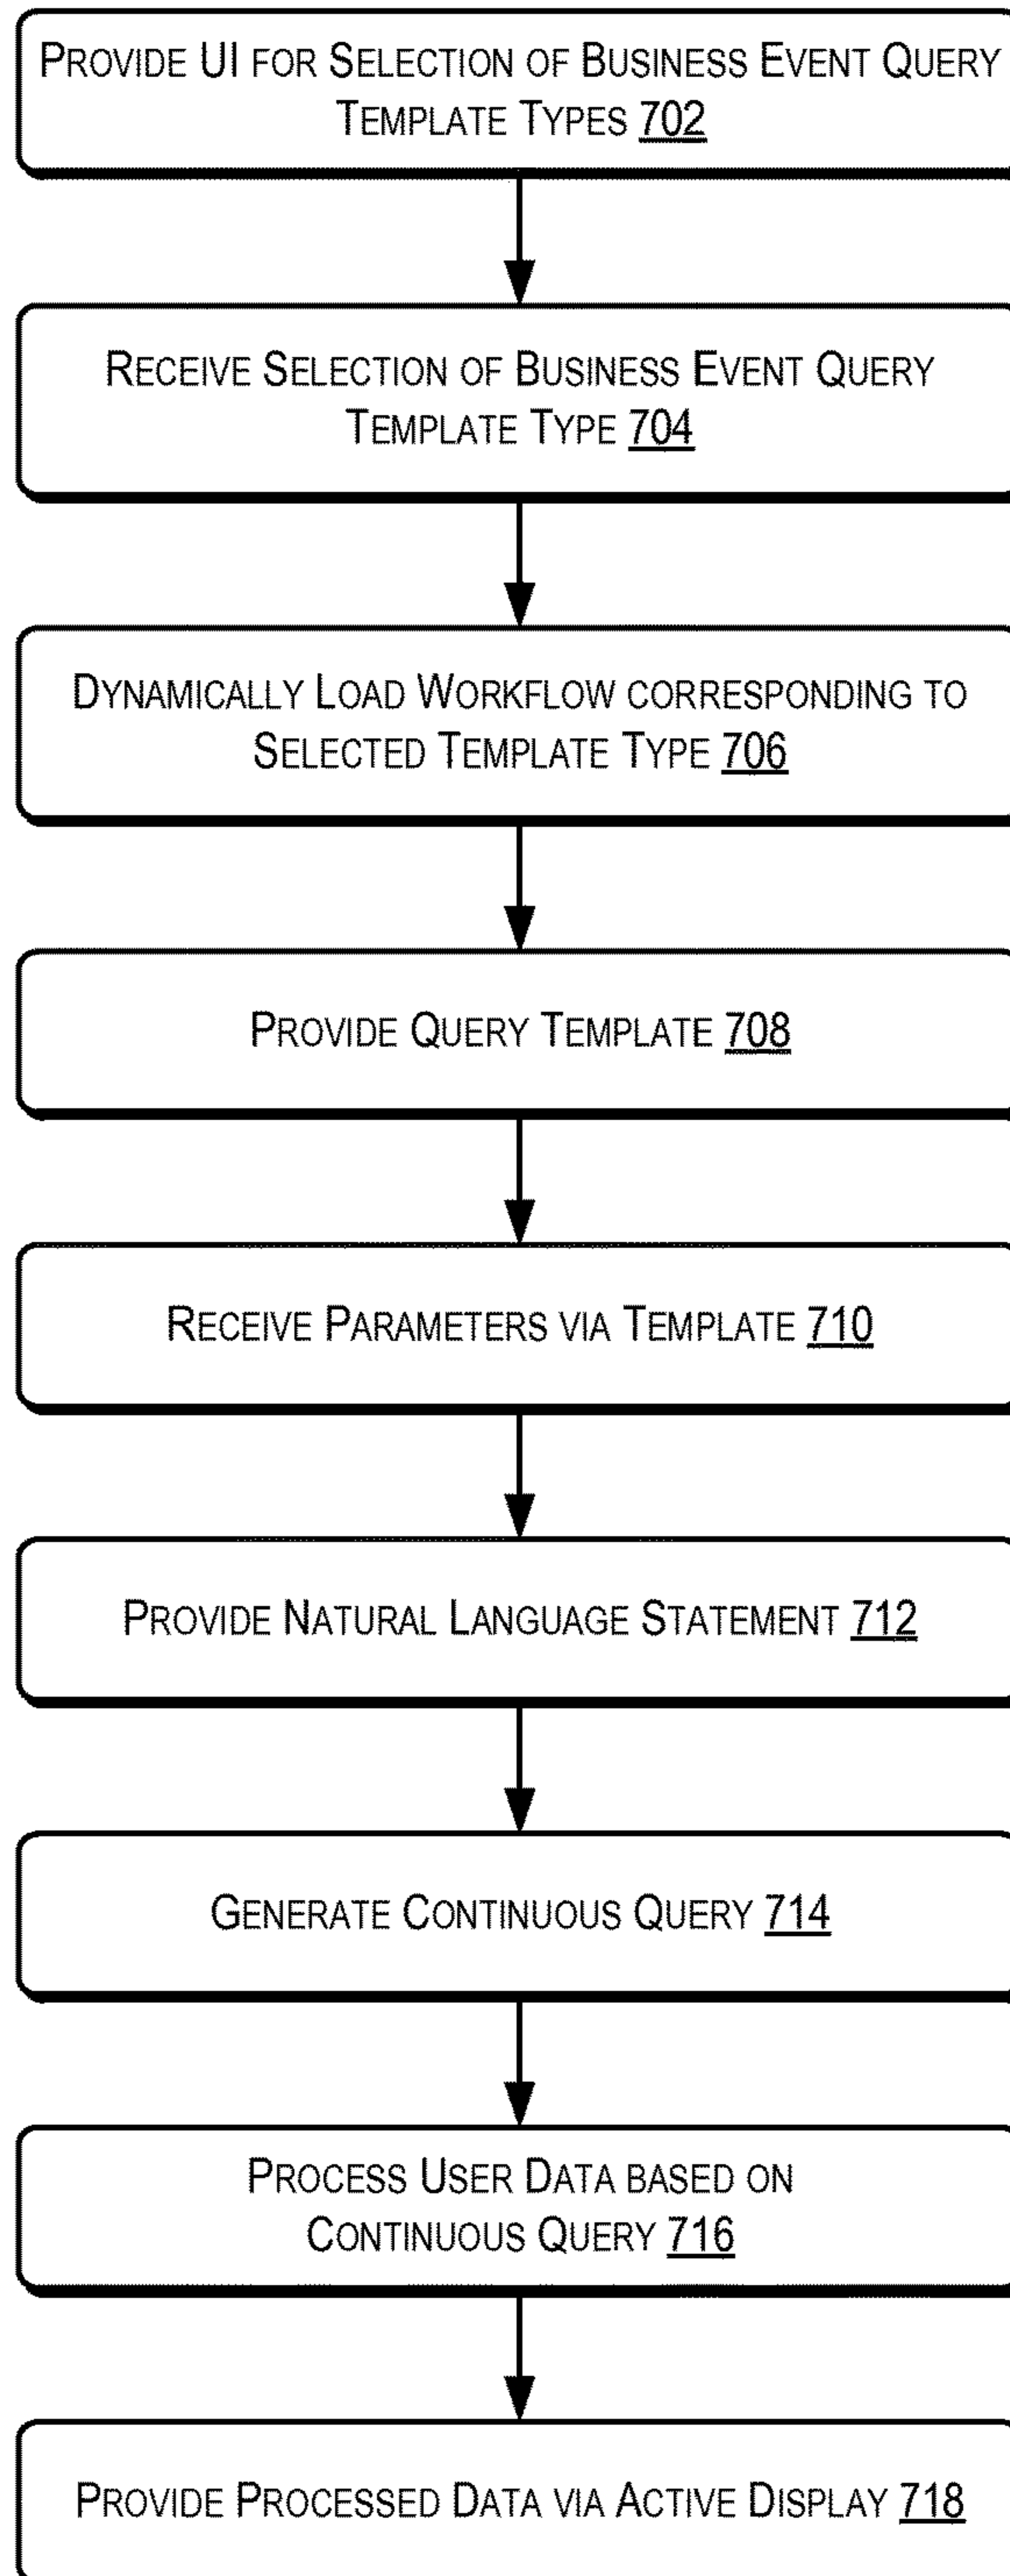 PROVIDE UI FOR SELECTION OF BUSINESS EVENT QUERY
TEMPLATE TYPES 702
RECEIVE SELECTION OF BUSINESS EVENT QUERY
TEMPLATE TYPE 704
DYNAMICALLY LOAD WORKFLOW CORRESPONDING TO
SELECTED TEMPLATE TYPE 706
PROVIDE QUERY TEMPLATE 708
RECEIVE PARAMETERS VIA TEMPLATE 710
PROVIDE NATURAL LANGUAGE STATEMENT 712
GENERATE CONTINUOUS QUERY 714
PROCESS USER DATA BASED ON
CONTINUOUS QUERY 716
PROVIDE PROCESSED DATA VIA ACTIVE DISPLAY 718